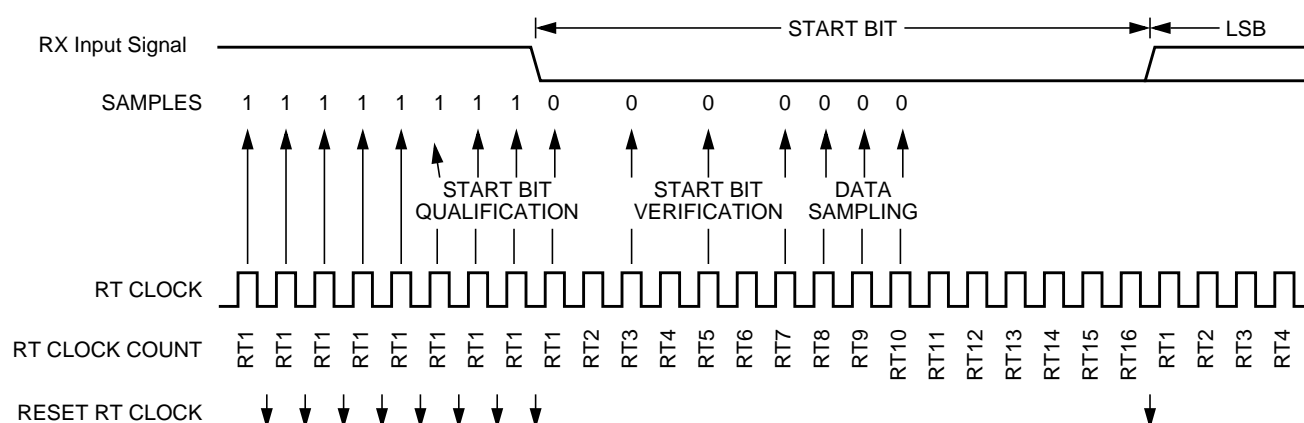 START BIT
LSB
RX Input Signal
SAMPLES 1 1 1 1 1 1 1 1 0 0 0 0 0 0 0
START BIT QUALIFICATION
START BIT VERIFICATION
DATA SAMPLING
RT CLOCK
RT CLOCK COUNT RT1 RT1 RT1 RT1 RT1 RT1 RT1 RT1 RT1 RT2 RT3 RT4 RT5 RT6 RT7 RT8 RT9 RT10 RT11 RT12 RT13 RT14 RT15 RT16 RT1 RT2 RT3 RT4
RESET RT CLOCK